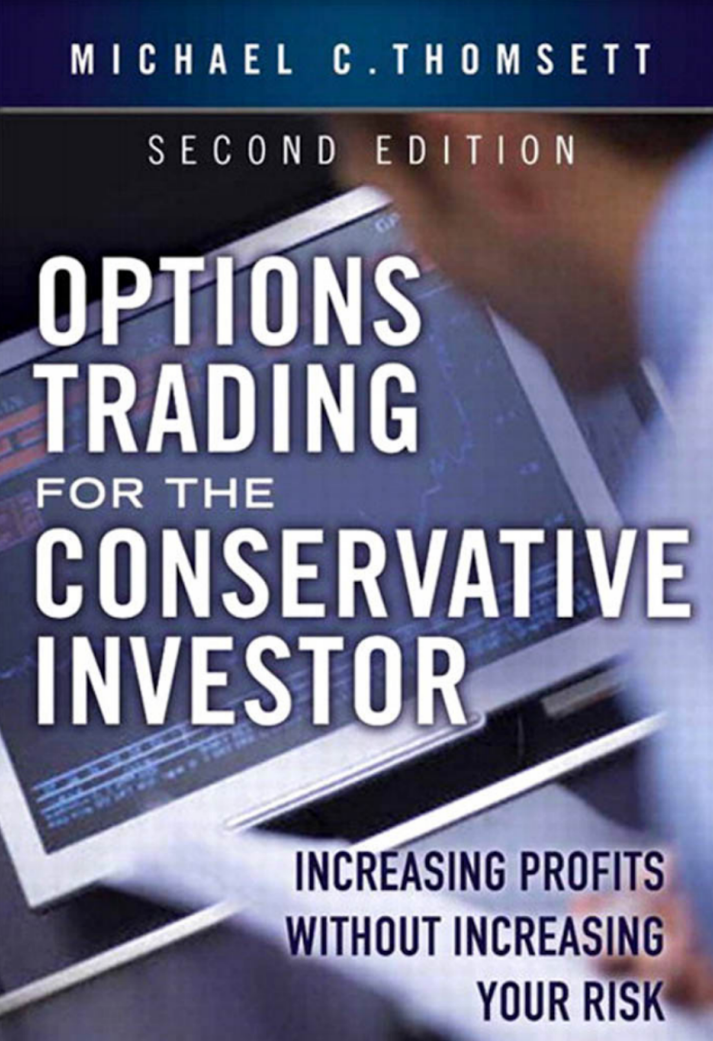 MICHAEL C. THOMSETT
SECOND EDITION
OPTIONS
TRADING
FOR THE
CONSERVATIVE
INVESTOR
INCREASING PROFITS
WITHOUT INCREASING
YOUR RISK